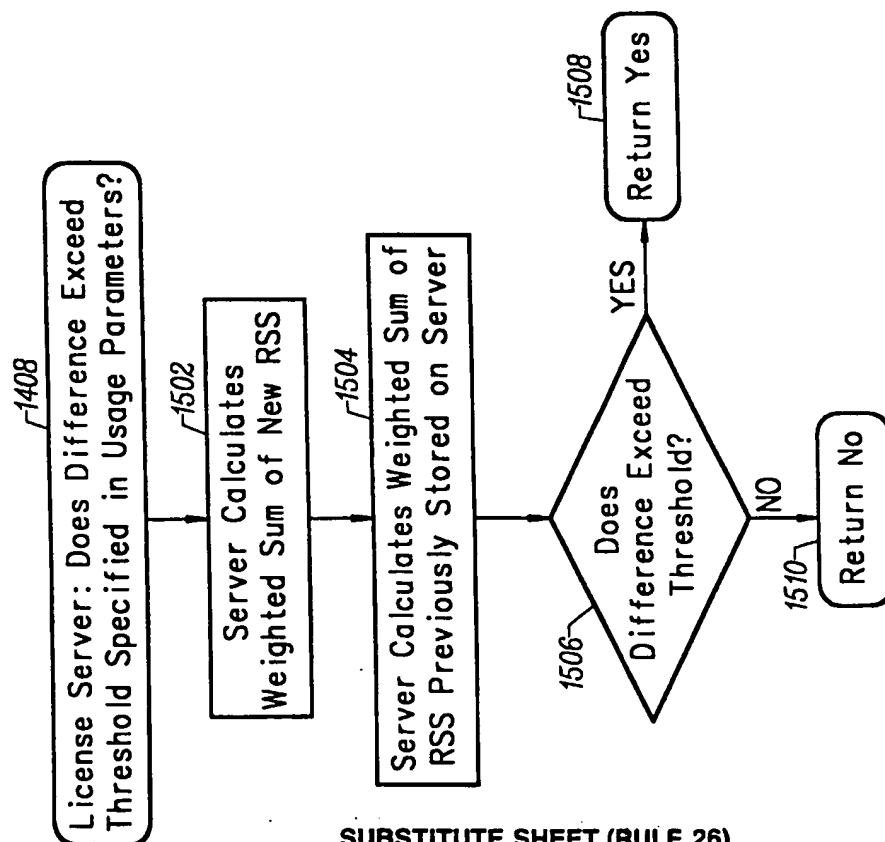 1408
License Server: Does Difference Exceed
Threshold Specified in Usage Parameters?
1502
Server Calculates
Weighted Sum of New RSS
1504
Server Calculates Weighted Sum of
RSS Previously Stored on Server
1506
Does
Difference Exceed
Threshold?
YES
1508
Return Yes
NO
1510
Return No
SUBSTITUTE SHEET (RULE 26)